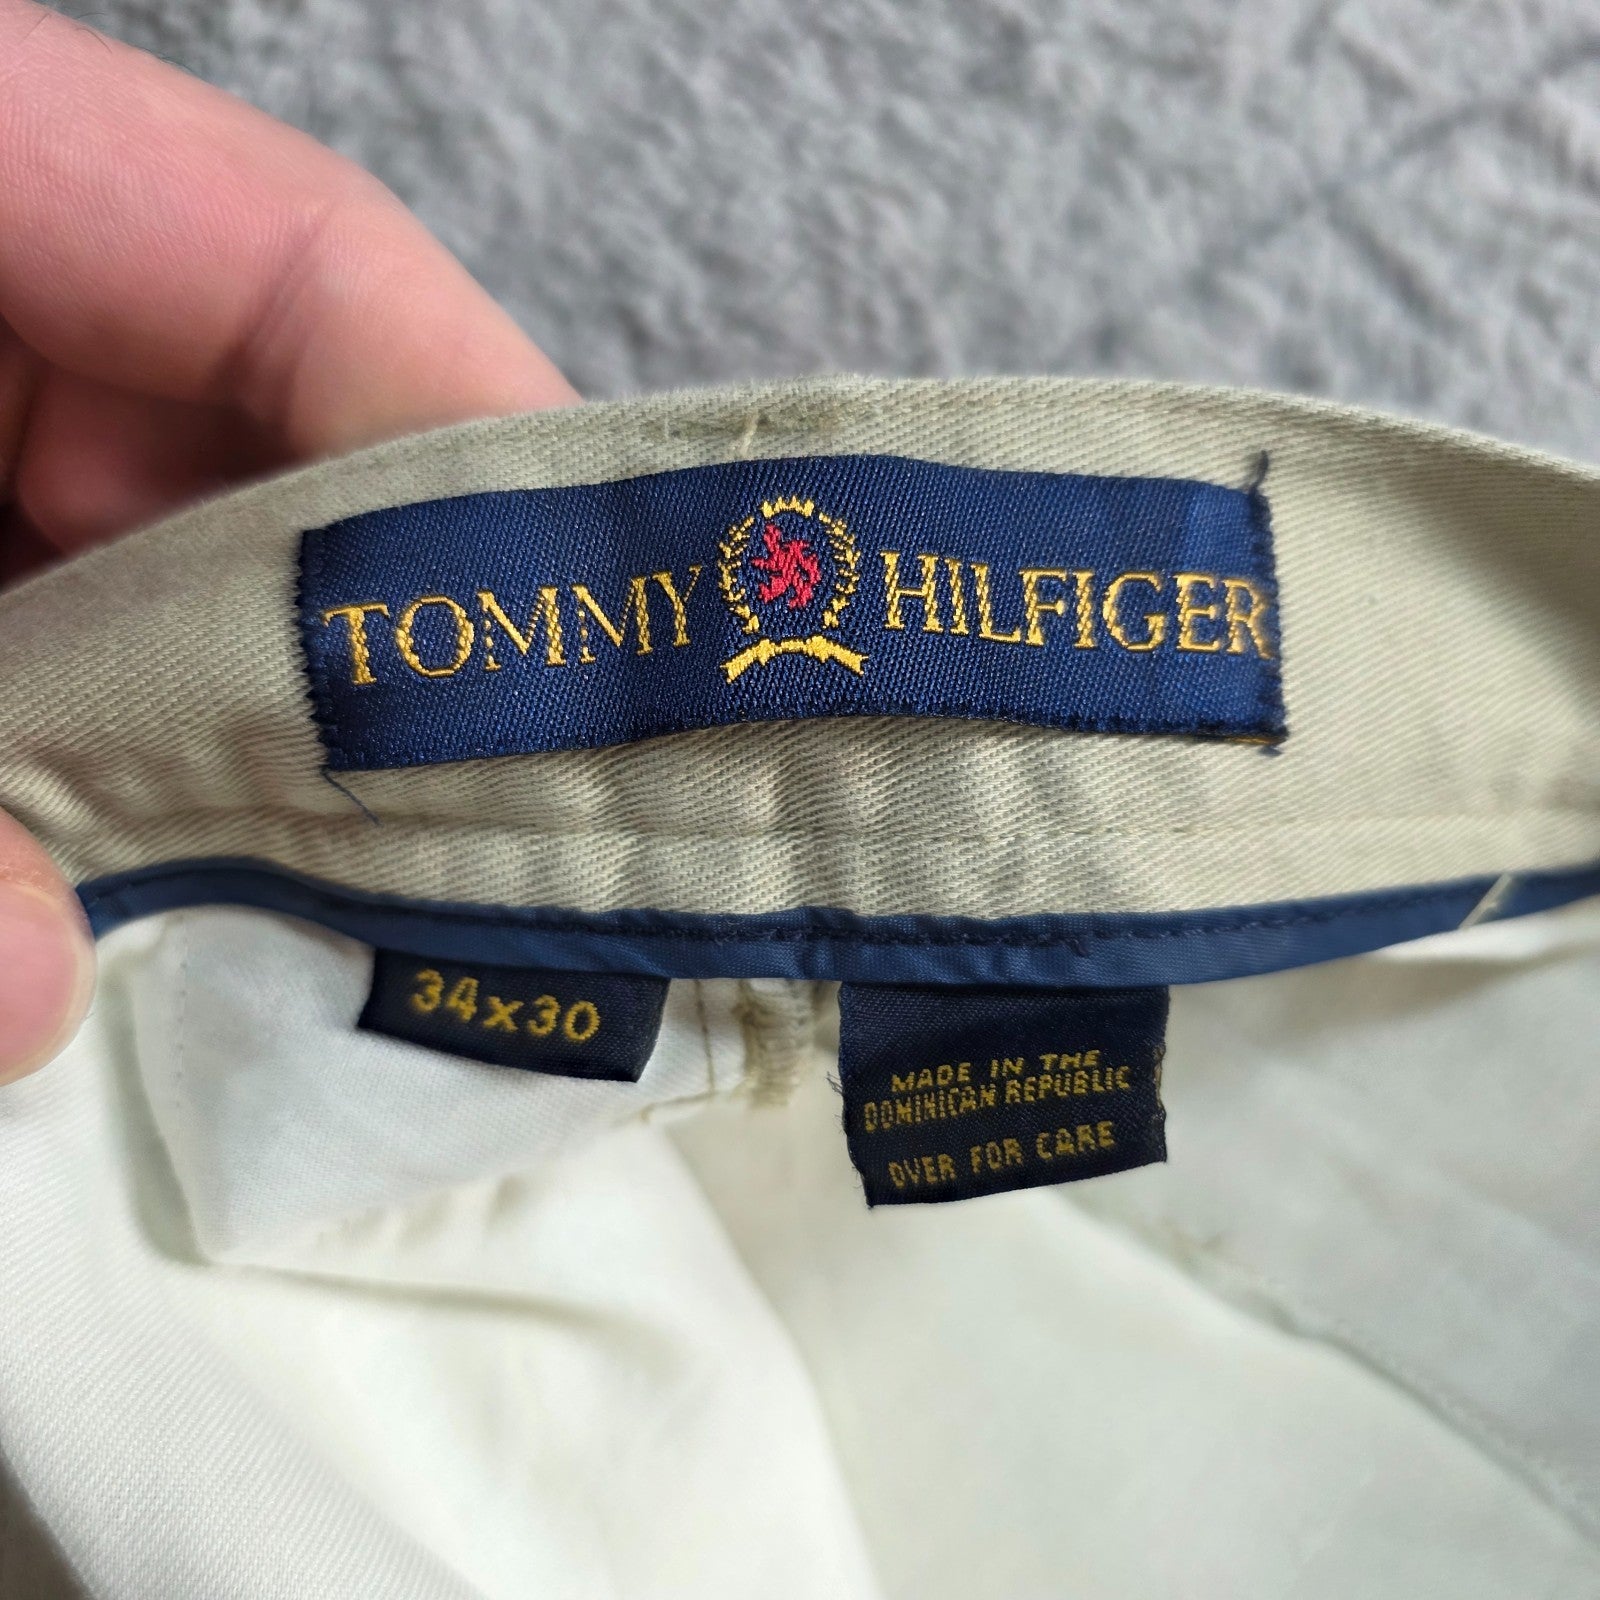 TOMMY HILFIGER
34x30
MADE IN THE
DOMINICAN REPUBLIC
OVER FOR CARE